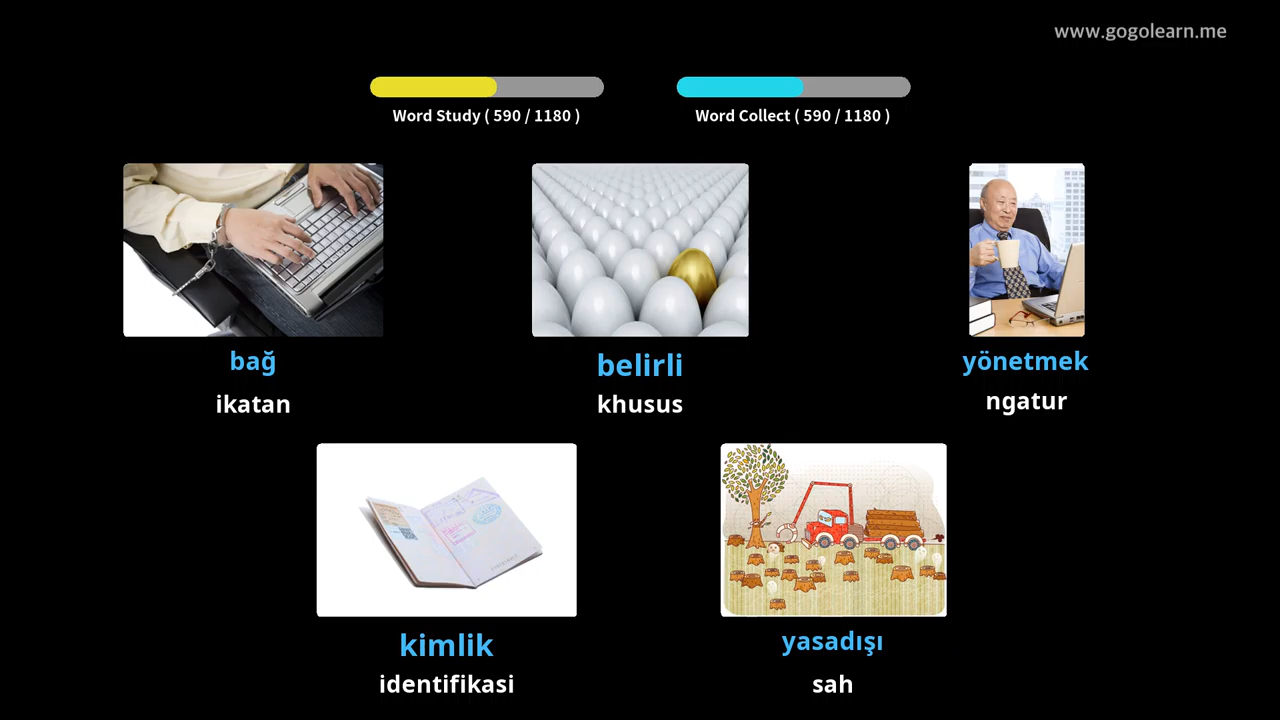 www.gogolearn.me
Word Study ( 590 / 1180 )
Word Collect ( 590 / 1180 )
bağ
ikatan
belirli
khusus
yönetmek
ngatur
kimlik
identifikasi
yasadışı
sah